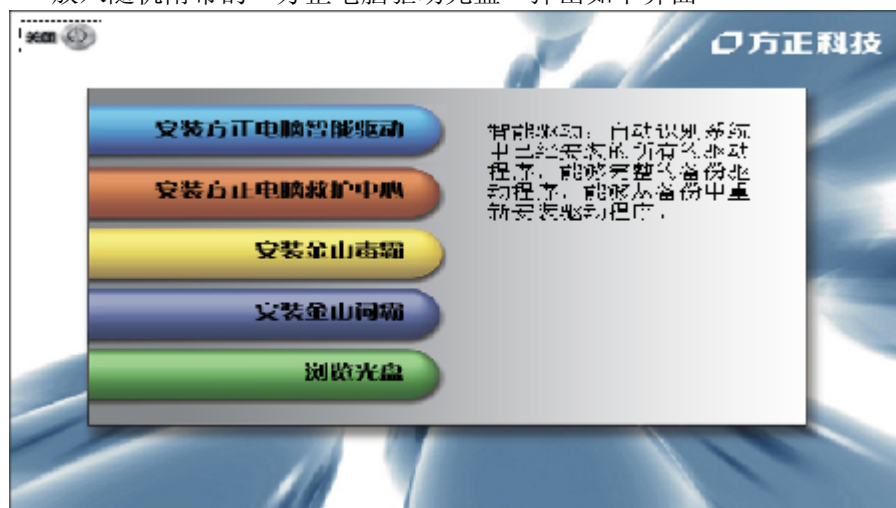 方正科技
安装方正电脑智能驱动
安装方正电脑救护中心
安装金山毒霸
安装金山词霸
浏览光盘
智能驱动：自动识别系统
中已经安装的所有的驱动
程序，能够完整的备份驱
动程序，能够从备份中重
新安装驱动程序．